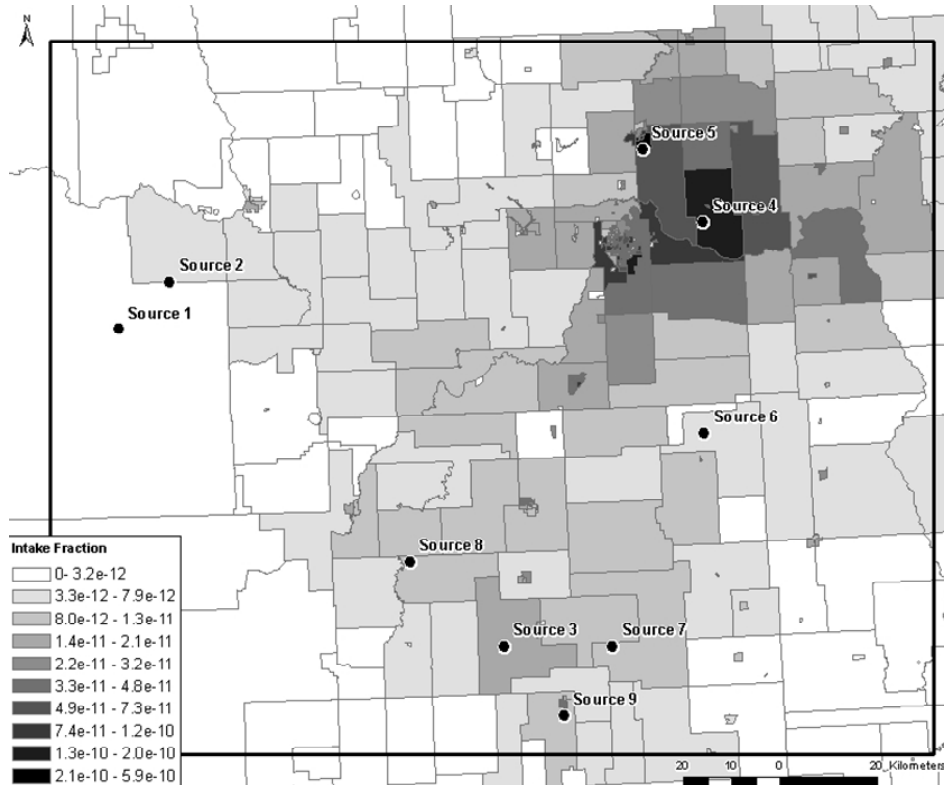 N
Source 5
Source 4
Source 2
Source 1
Source 6
Source 8
Source 3
Source 7
Source 9
Intake Fraction
0- 3.2e-12
3.3e-12 - 7.9e-12
8.0e-12 - 1.3e-11
1.4e-11 - 2.1e-11
2.2e-11 - 3.2e-11
3.3e-11 - 4.8e-11
4.9e-11 - 7.3e-11
7.4e-11 - 1.2e-10
1.3e-10 - 2.0e-10
2.1e-10 - 5.9e-10
20 10 0 20 Kilometers